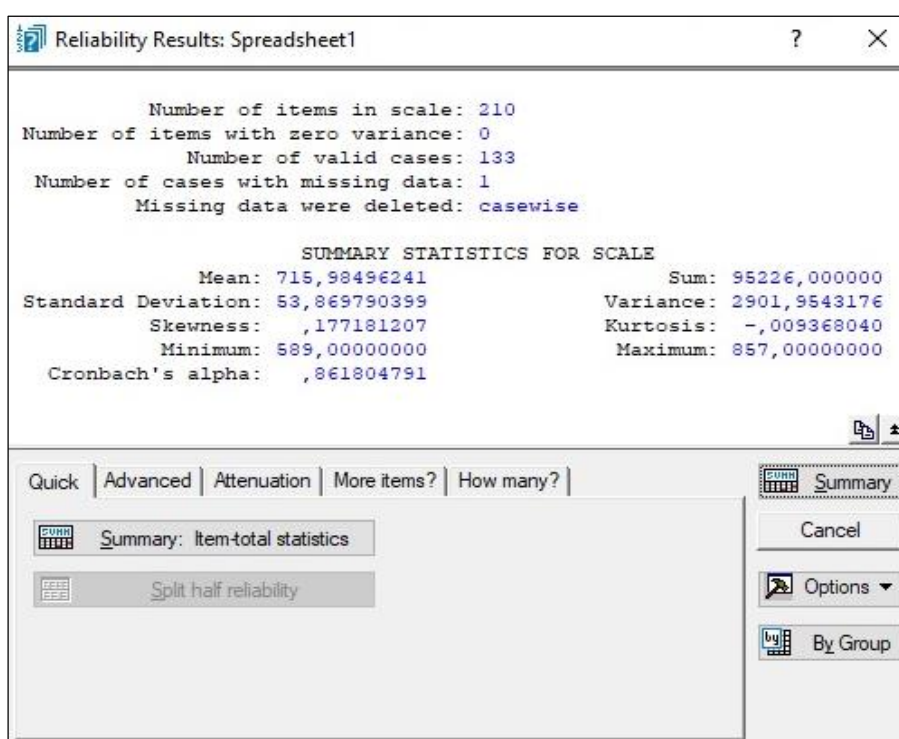 Reliability Results: Spreadsheet1 ? X
Number of items in scale: 210
Number of items with zero variance: 0
Number of valid cases: 133
Number of cases with missing data: 1
Missing data were deleted: casewise
SUMMARY STATISTICS FOR SCALE
Mean: 715,98496241 Sum: 95226,000000
Standard Deviation: 53,869790399 Variance: 2901,9543176
Skewness: ,177181207 Kurtosis: -,009368040
Minimum: 589,00000000 Maximum: 857,00000000
Cronbach's alpha: ,861804791
Quick Advanced Attenuation More items? How many?
SUMM Summary
SUMM Summary: Item-total statistics
Cancel
Split half reliability
Options
by By Group